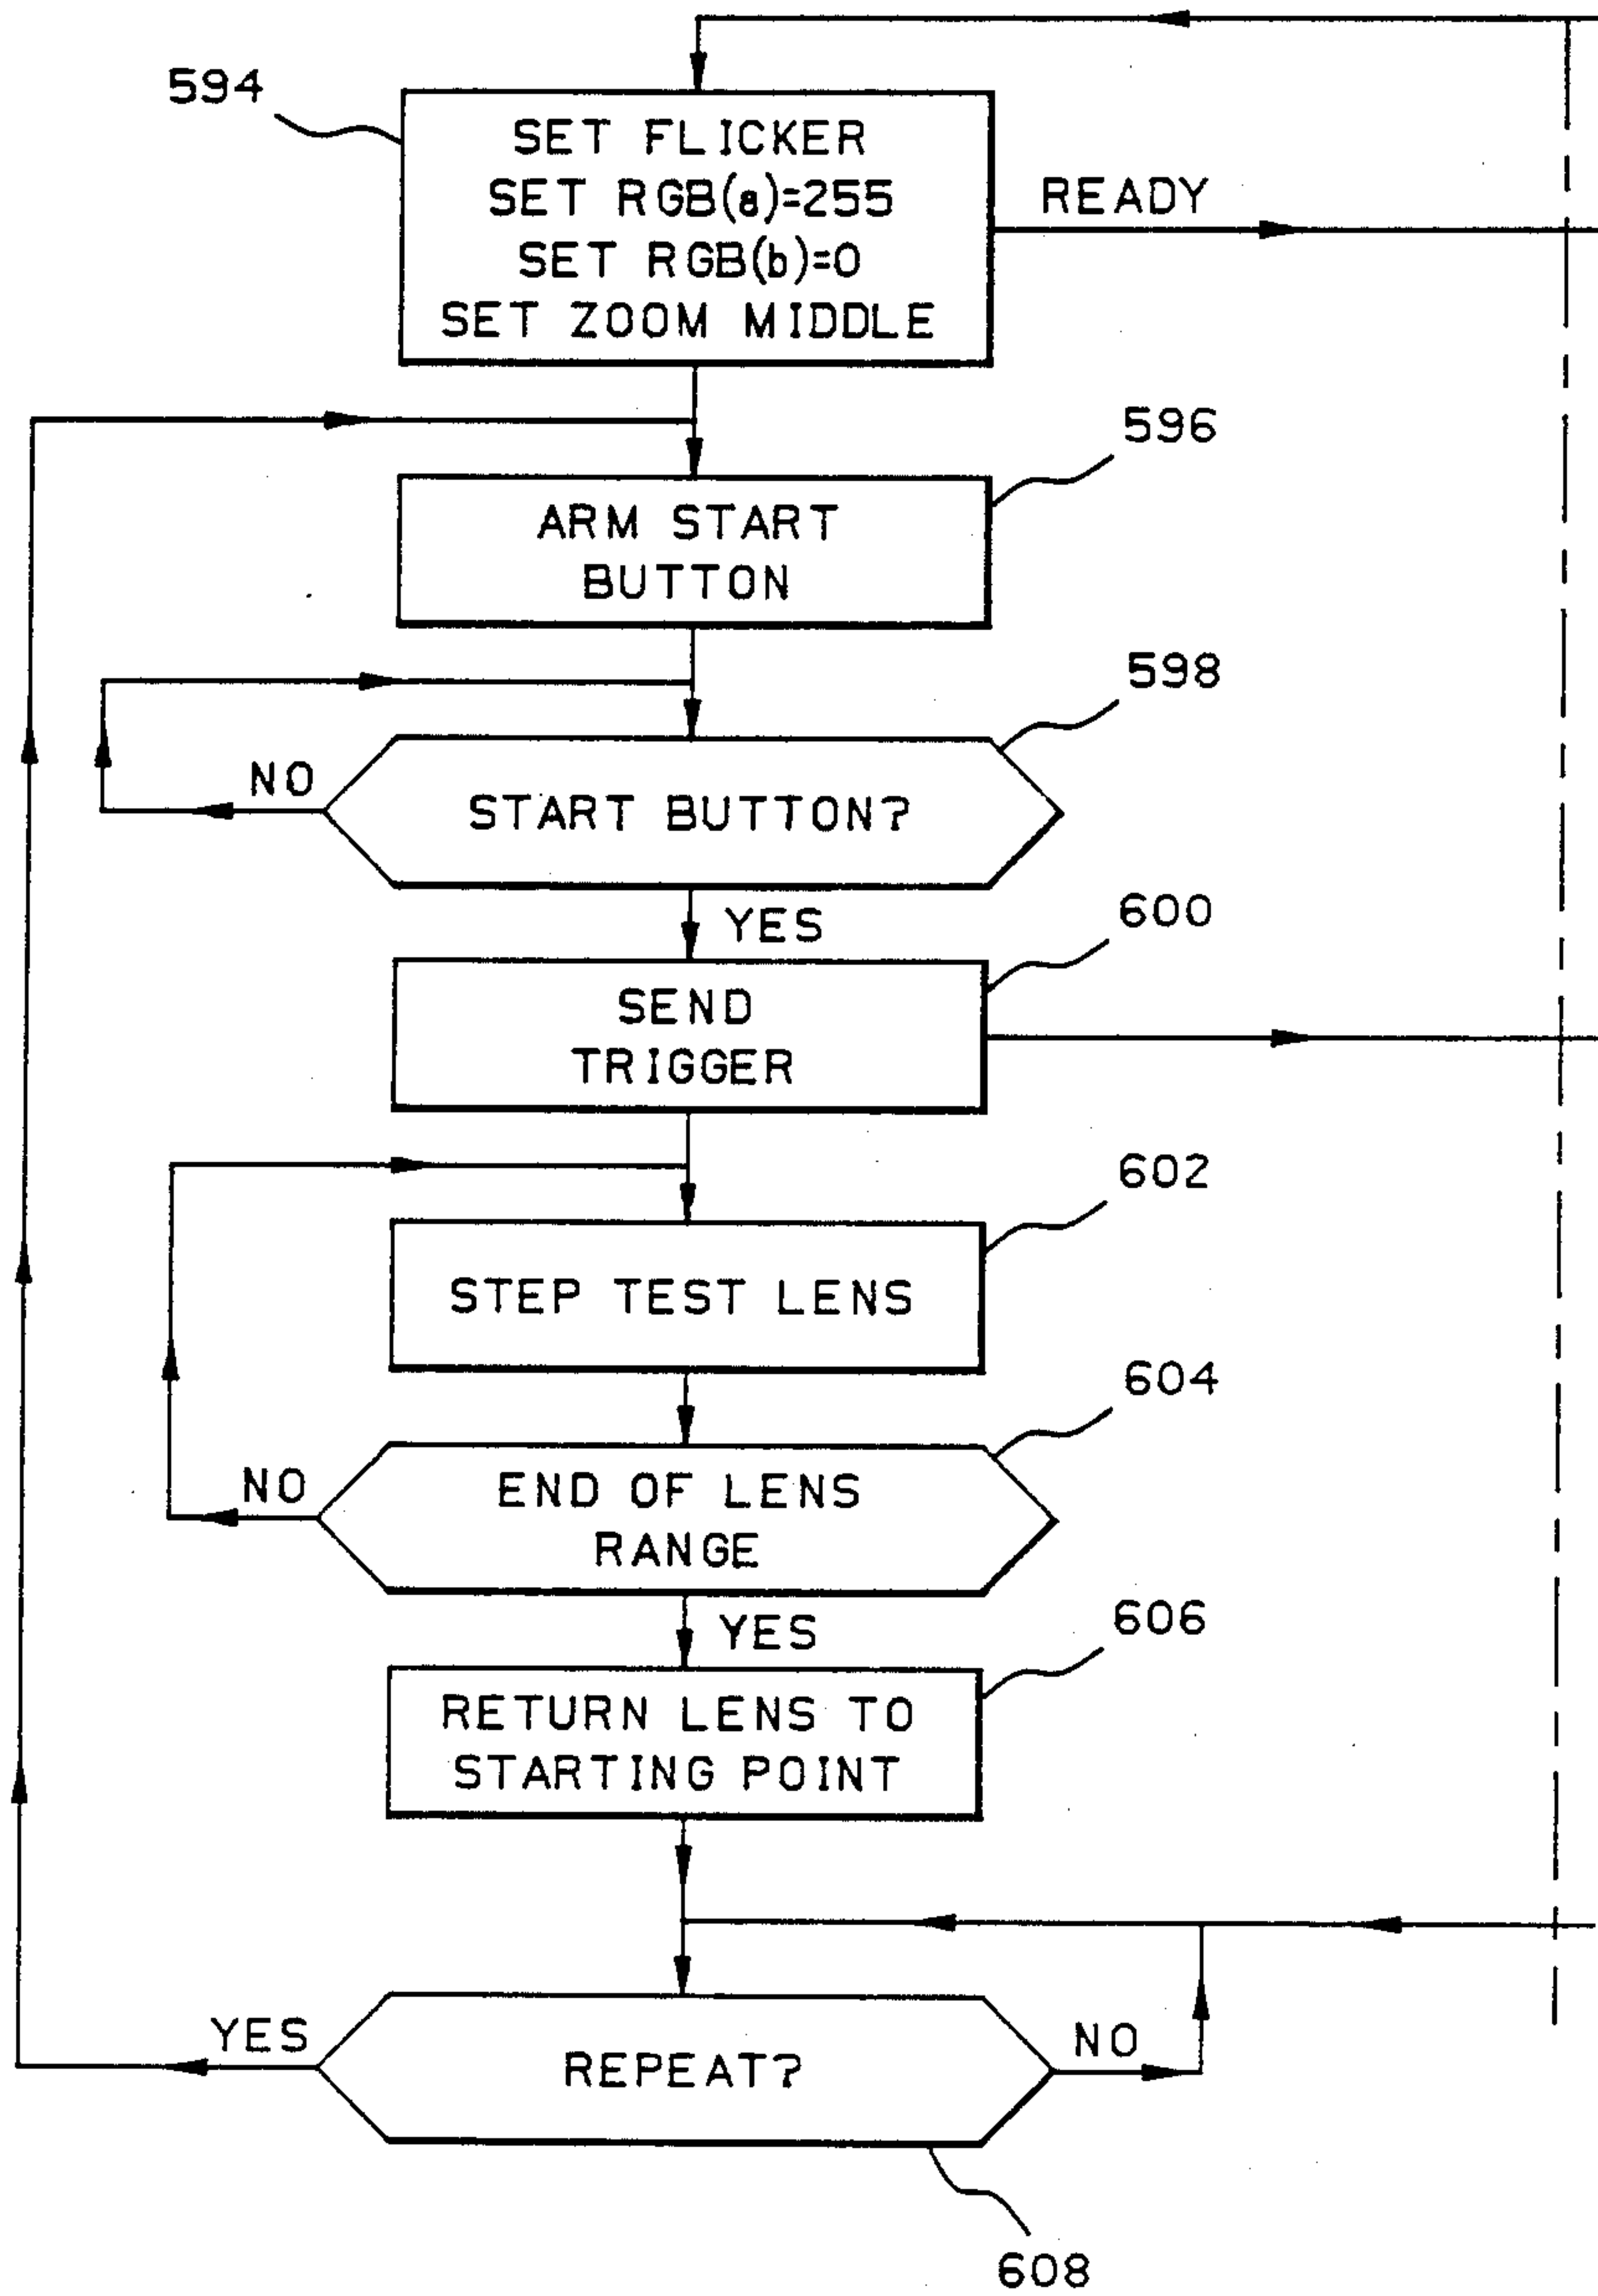 594
SET FLICKER
SET RGB(a)=255
SET RGB(b)=0
SET ZOOM MIDDLE
READY
596
ARM START
BUTTON
598
NO
START BUTTON?
YES
600
SEND
TRIGGER
602
STEP TEST LENS
604
NO
END OF LENS
RANGE
YES
606
RETURN LENS TO
STARTING POINT
YES
REPEAT?
NO
608